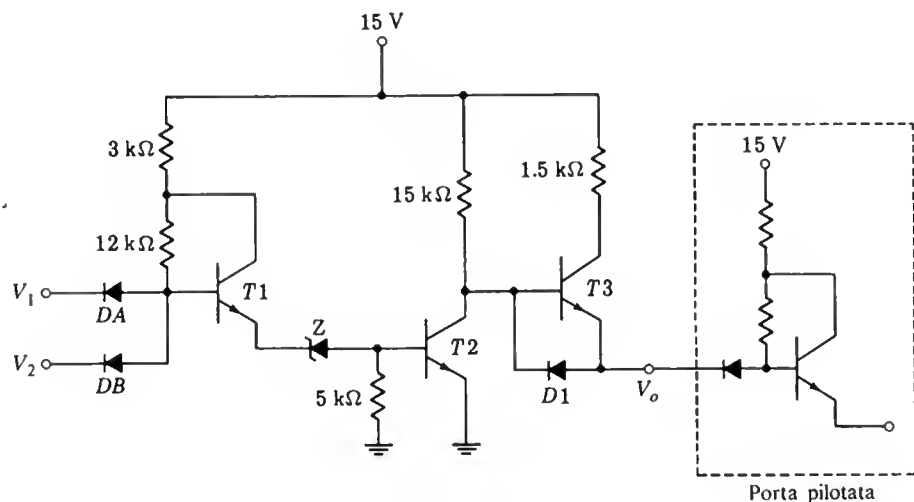 15 V
3 kΩ
15 kΩ
1.5 kΩ
15 V
12 kΩ
T1
T3
V₁
DA
Z
T2
V₂
DB
5 kΩ
D1
Vₒ
Porta pilotata